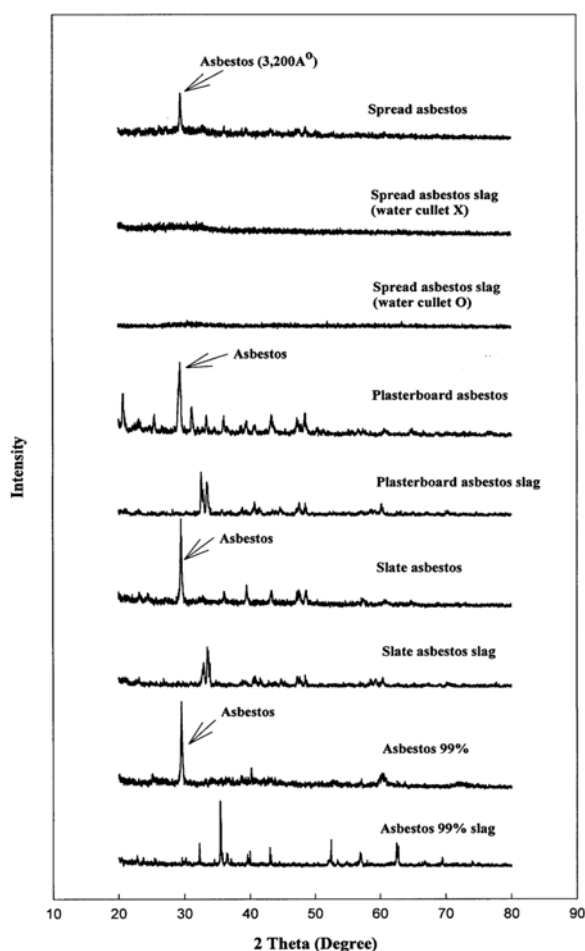 Asbestos (3,200A⁰)
Spread asbestos
Spread asbestos slag
(water cullet X)
Spread asbestos slag
(water cullet O)
Asbestos
Plasterboard asbestos
Plasterboard asbestos slag
Asbestos
Slate asbestos
Slate asbestos slag
Asbestos
Asbestos 99%
Asbestos 99% slag
Intensity
10 20 30 40 50 60 70 80 90
2 Theta (Degree)